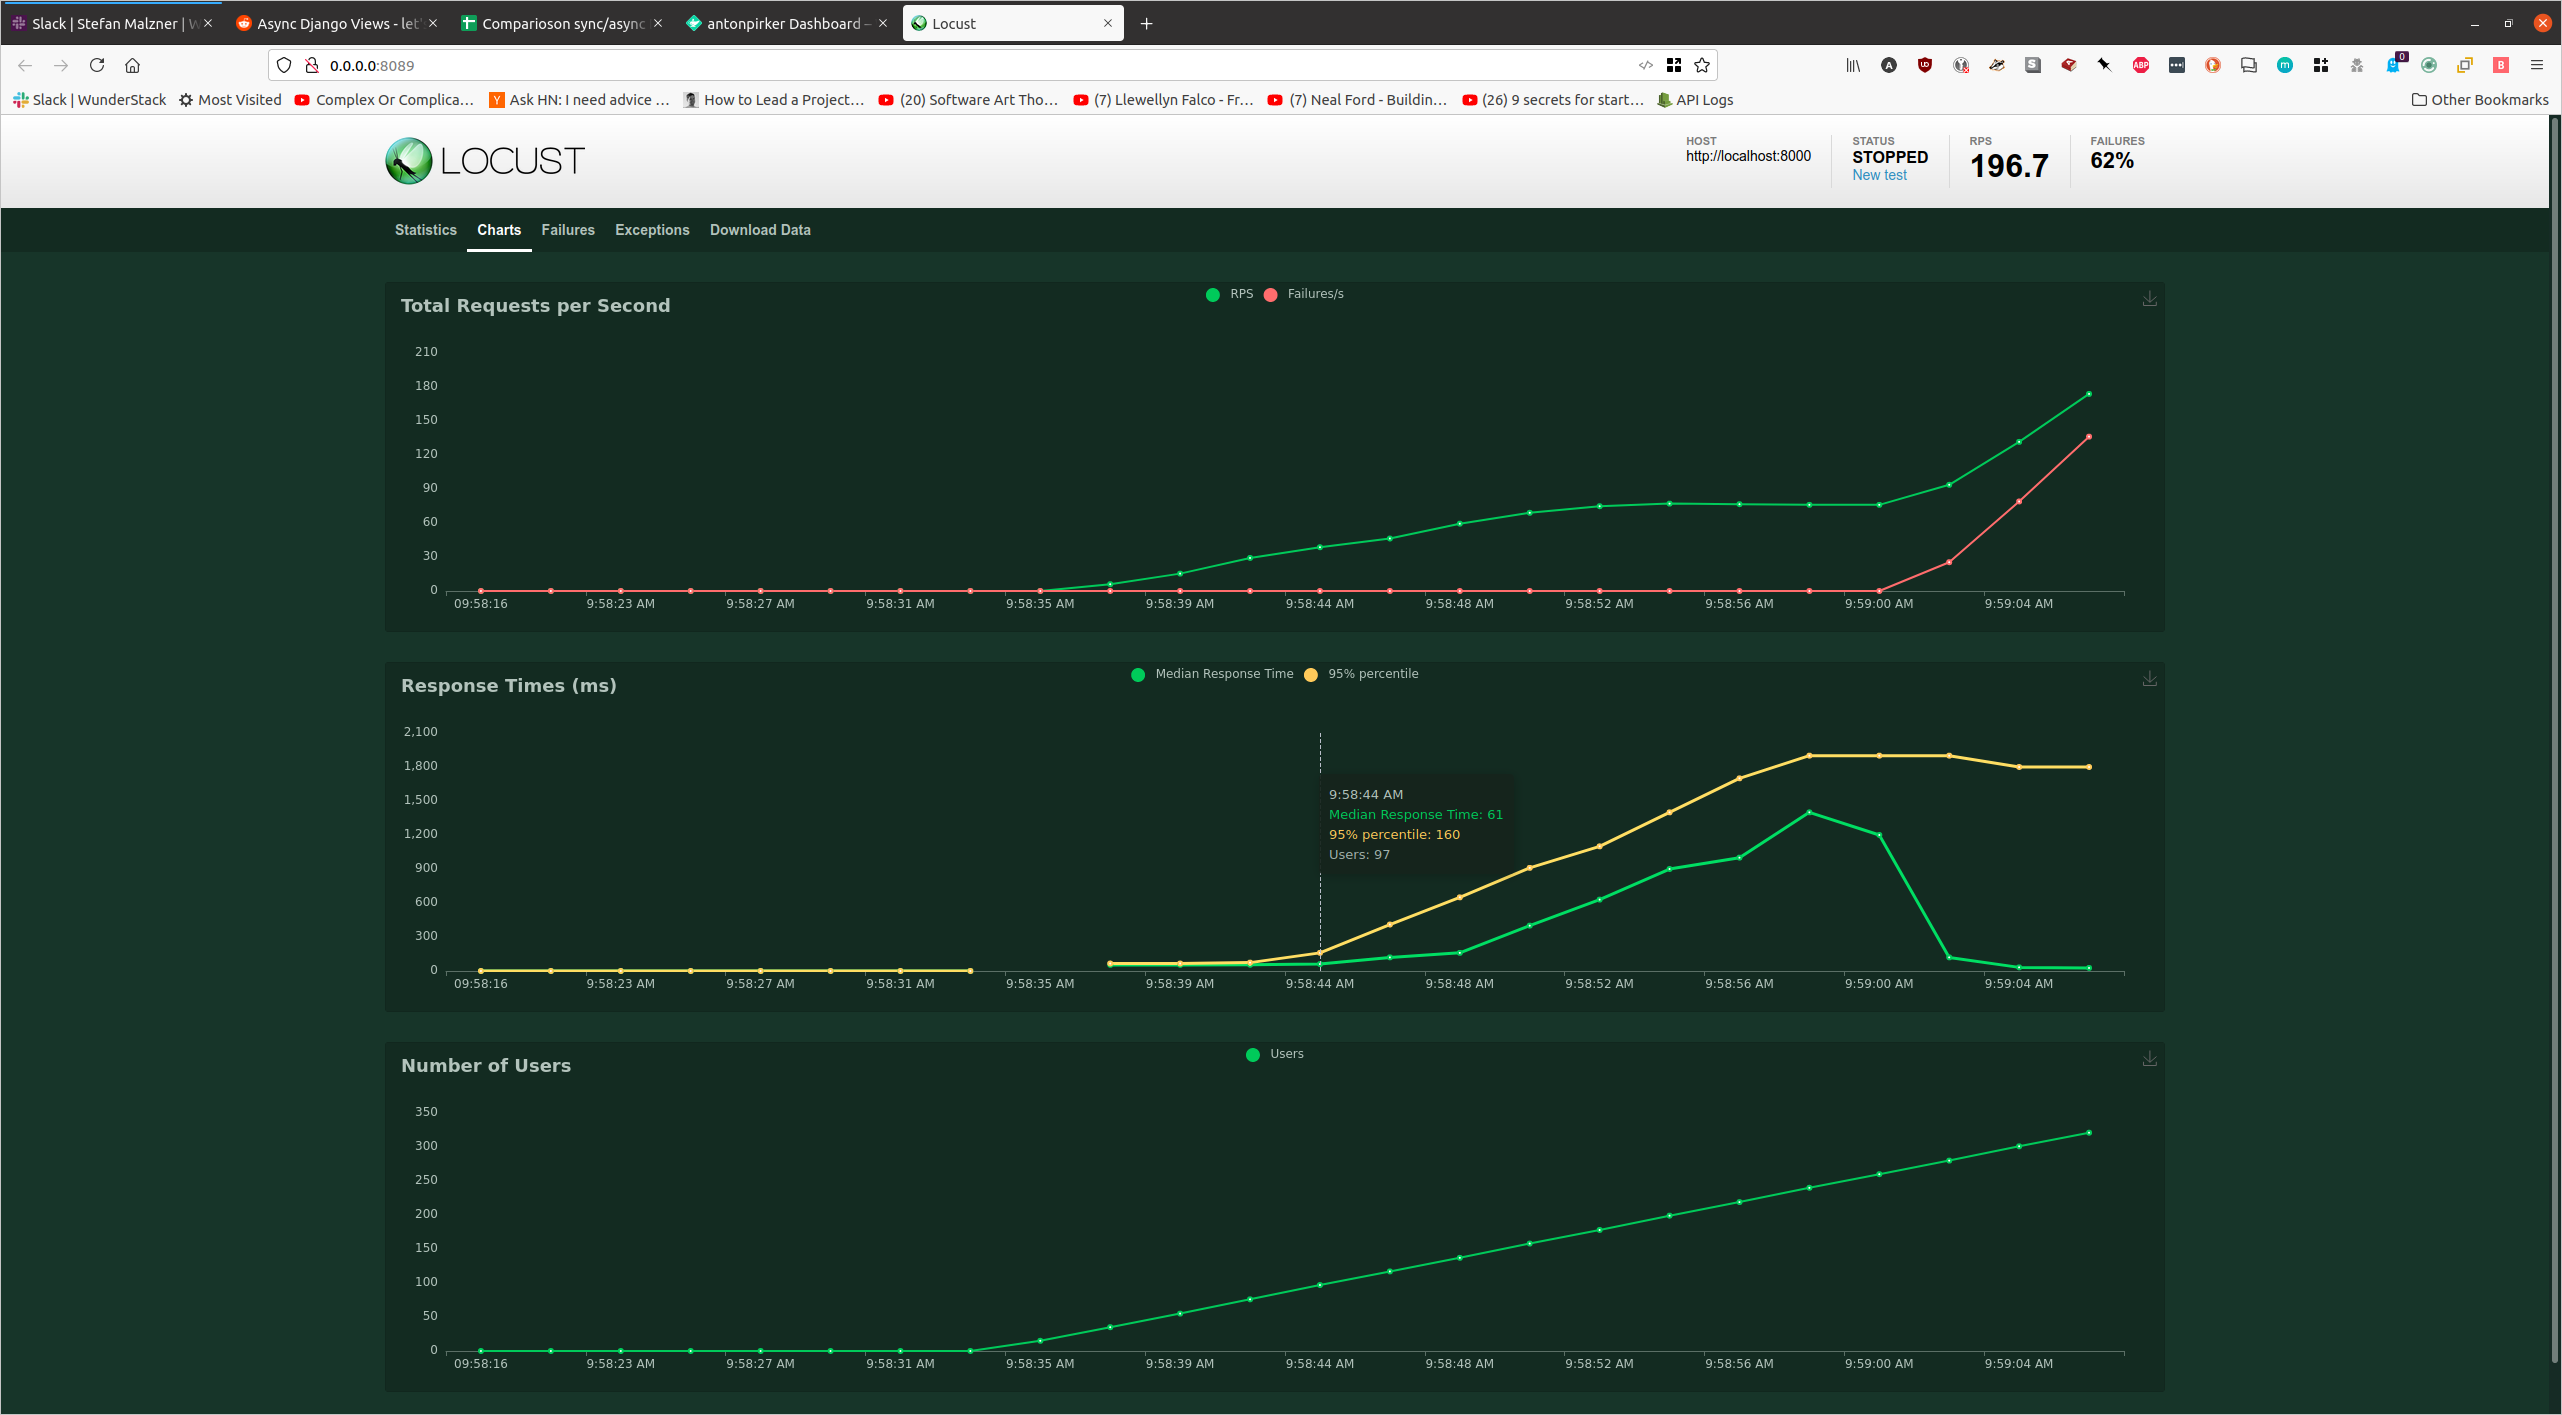 Slack | Stefan Malzner | W
Async Django Views - let'
Comparioson sync/async
antonpirker Dashboard –
Locust
0.0.0.0:8089
Slack | WunderStack
Most Visited
Complex Or Complica…
Ask HN: I need advice …
How to Lead a Project…
(20) Software Art Tho…
(7) Llewellyn Falco - Fr…
(7) Neal Ford - Buildin…
(26) 9 secrets for start…
API Logs
Other Bookmarks
LOCUST
HOST
http://localhost:8000
STATUS
STOPPED
New test
RPS
196.7
FAILURES
62%
Statistics
Charts
Failures
Exceptions
Download Data
Total Requests per Second
RPS
Failures/s
210
180
150
120
90
60
30
0
09:58:16
9:58:23 AM
9:58:27 AM
9:58:31 AM
9:58:35 AM
9:58:39 AM
9:58:44 AM
9:58:48 AM
9:58:52 AM
9:58:56 AM
9:59:00 AM
9:59:04 AM
Response Times (ms)
Median Response Time
95% percentile
2,100
1,800
1,500
1,200
900
600
300
0
9:58:44 AM
Median Response Time: 61
95% percentile: 160
Users: 97
09:58:16
9:58:23 AM
9:58:27 AM
9:58:31 AM
9:58:35 AM
9:58:39 AM
9:58:44 AM
9:58:48 AM
9:58:52 AM
9:58:56 AM
9:59:00 AM
9:59:04 AM
Number of Users
Users
350
300
250
200
150
100
50
0
09:58:16
9:58:23 AM
9:58:27 AM
9:58:31 AM
9:58:35 AM
9:58:39 AM
9:58:44 AM
9:58:48 AM
9:58:52 AM
9:58:56 AM
9:59:00 AM
9:59:04 AM